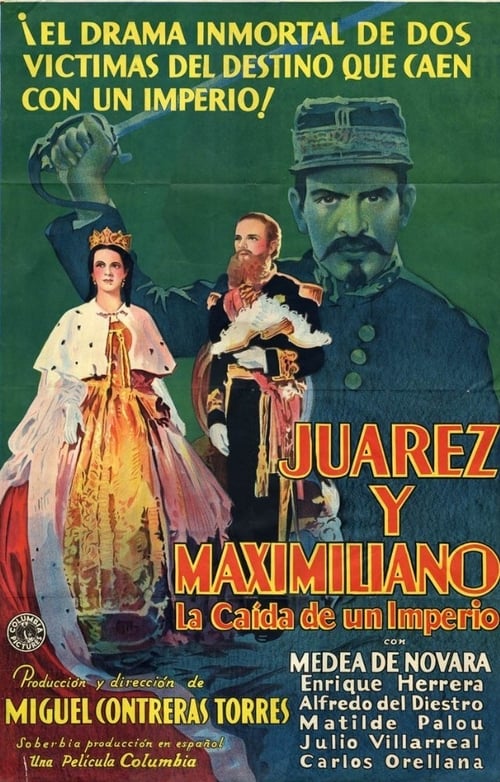 ¡EL DRAMA INMORTAL DE DOS
VICTIMAS DEL DESTINO QUE CAEN
CON UN IMPERIO!
JUAREZ
Y
MAXIMILIANO
La Caída de un Imperio
con
MEDEA DE NOVARA
Enrique Herrera
Alfredo del Diestro
Matilde Palou
Julio Villarreal
Carlos Orellana
COLUMBIA
PICTURES
Producción y dirección de
MIGUEL CONTRERAS TORRES
Soberbia producción en español
Una Película Columbia